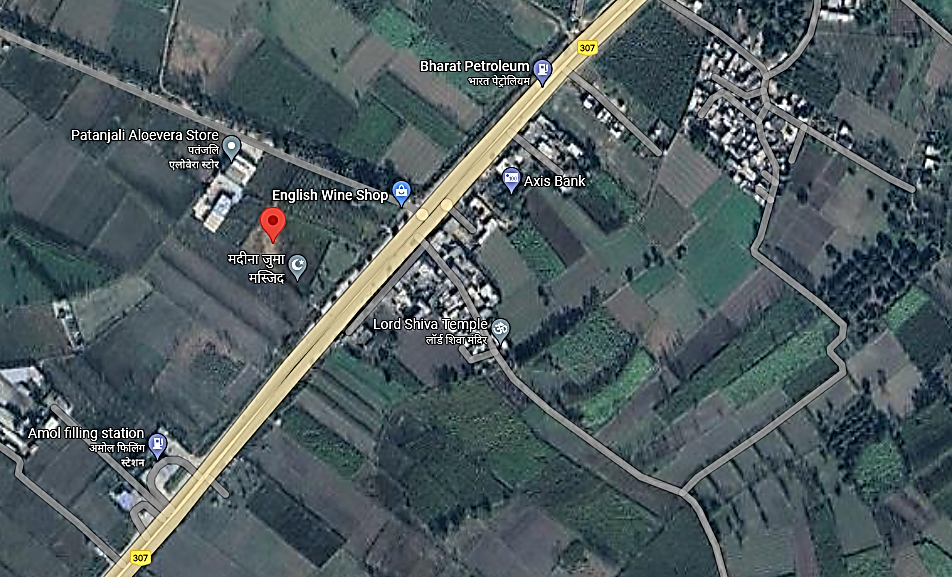 307
Bharat Petroleum
भारत पेट्रोलियम
Patanjali Aloevera Store
पतंजलि
एलोवेरा स्टोर
English Wine Shop
Axis Bank
मदीना जुमा
मस्जिद
Lord Shiva Temple
लॉर्ड शिवा मंदिर
Amol filling station
अ‍ॅमोल फिलिंग
स्टेशन
307